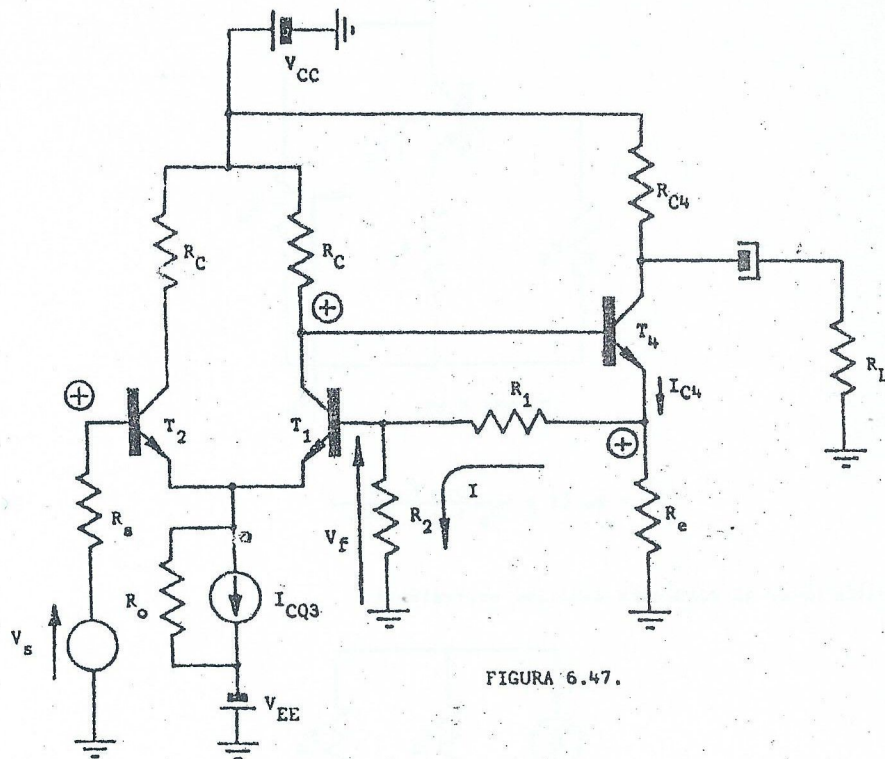 V_CC
R_C4
R_C
R_C
⊕
T_4
R_L
I_C4
⊕
T_2
T_1
R_1
⊕
R_s
R_2
I
R_e
V_f
R_o
I_CQ3
V_s
V_EE
FIGURA 6.47.